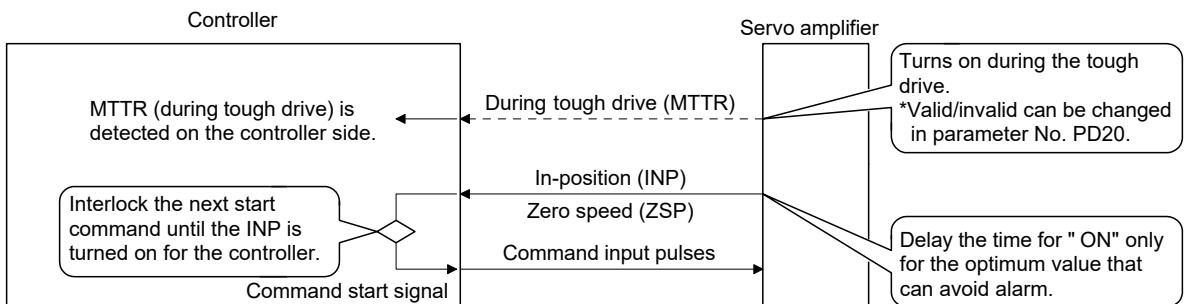 Controller
Servo amplifier
MTTR (during tough drive) is
detected on the controller side.
During tough drive (MTTR)
Turns on during the tough
drive.
*Valid/invalid can be changed
in parameter No. PD20.
Interlock the next start
command until the INP is
turned on for the controller.
In-position (INP)
Zero speed (ZSP)
Command input pulses
Command start signal
Delay the time for " ON" only
for the optimum value that
can avoid alarm.